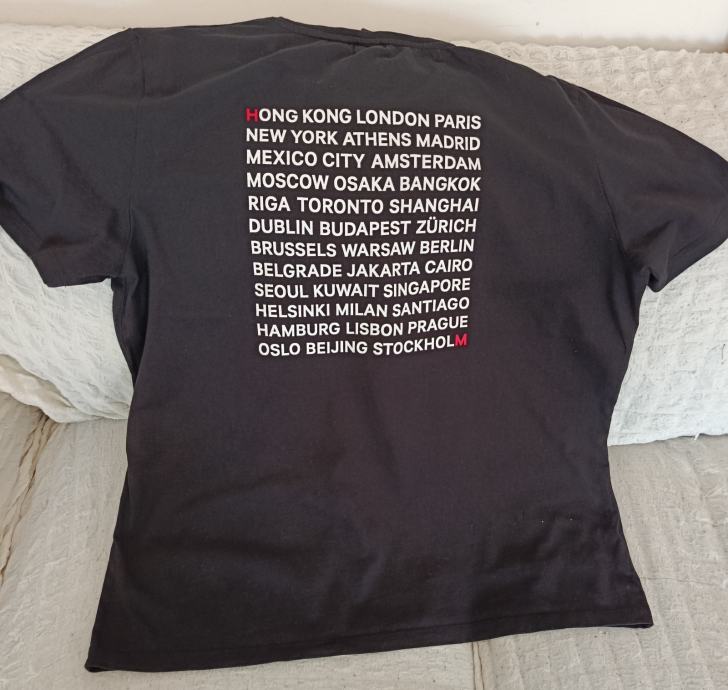 HONG KONG LONDON PARIS
NEW YORK ATHENS MADRID
MEXICO CITY AMSTERDAM
MOSCOW OSAKA BANGKOK
RIGA TORONTO SHANGHAI
DUBLIN BUDAPEST ZÜRICH
BRUSSELS WARSAW BERLIN
BELGRADE JAKARTA CAIRO
SEOUL KUWAIT SINGAPORE
HELSINKI MILAN SANTIAGO
HAMBURG LISBON PRAGUE
OSLO BEIJING STOCKHOLM